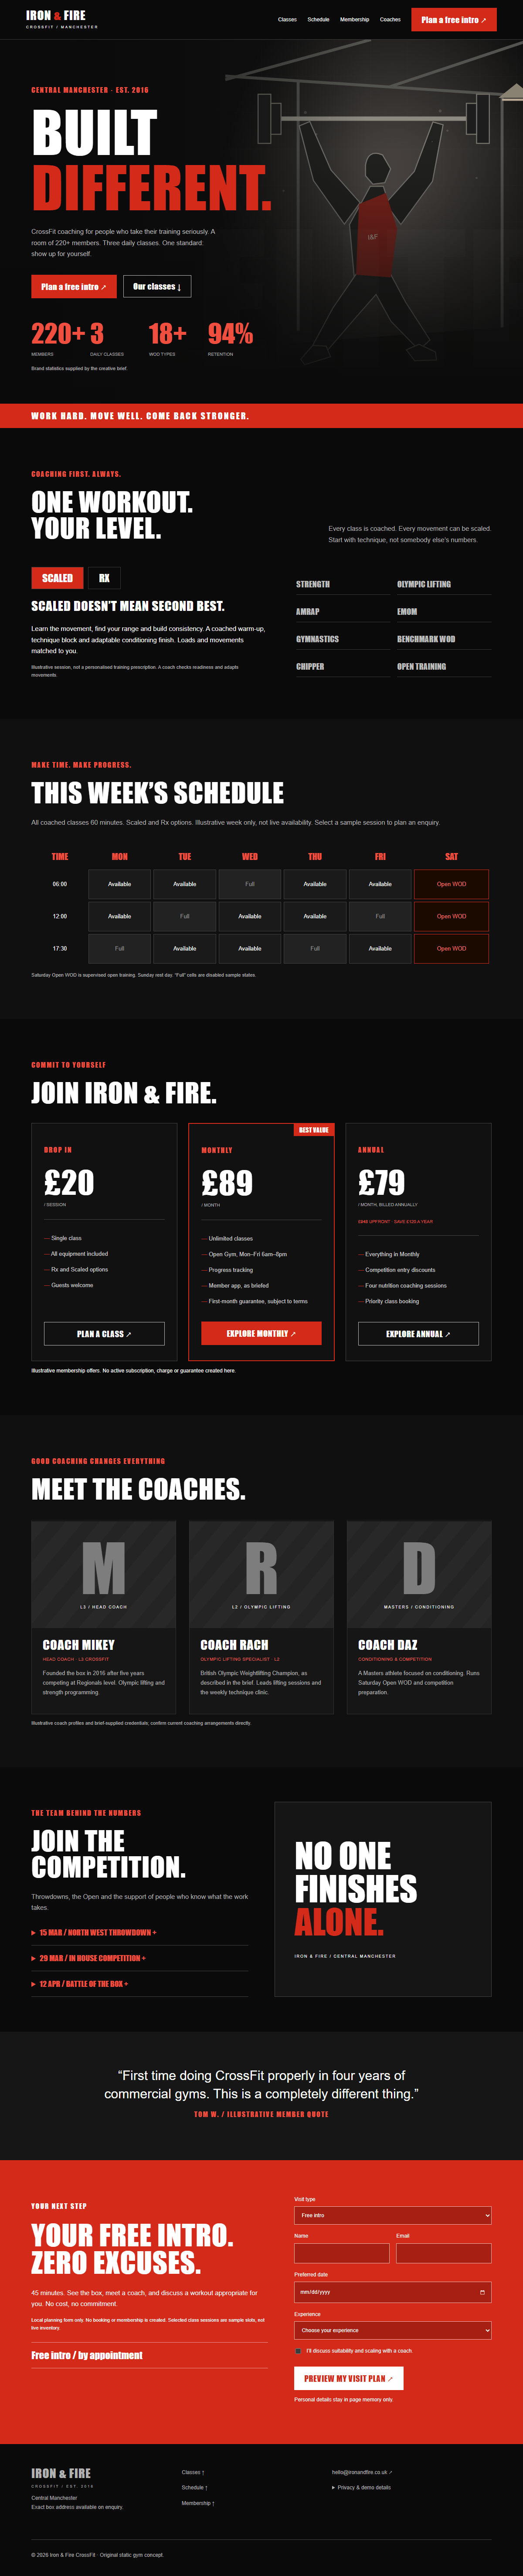 IRON & FIRE
CROSSFIT / MANCHESTER
Classes Schedule Membership Coaches Plan a free intro ↗
CENTRAL MANCHESTER · EST. 2016
BUILT
DIFFERENT.
CrossFit coaching for people who take their training seriously. A
room of 220+ members. Three daily classes. One standard:
show up for yourself.
Plan a free intro ↗ Our classes ↓
I&F
220+ 3 18+ 94%
MEMBERS DAILY CLASSES WOD TYPES RETENTION
Brand statistics supplied by the creative brief.
WORK HARD. MOVE WELL. COME BACK STRONGER.
COACHING FIRST. ALWAYS.
ONE WORKOUT.
YOUR LEVEL.
Every class is coached. Every movement can be scaled.
Start with technique, not somebody else's numbers.
SCALED RX
SCALED DOESN'T MEAN SECOND BEST.
Learn the movement, find your range and build consistency. A coached warm-up,
technique block and adaptable conditioning finish. Loads and movements
matched to you.
Illustrative session, not a personalised training prescription. A coach checks readiness and adapts
movements.
STRENGTH OLYMPIC LIFTING
AMRAP EMOM
GYMNASTICS BENCHMARK WOD
CHIPPER OPEN TRAINING
MAKE TIME. MAKE PROGRESS.
THIS WEEK'S SCHEDULE
All coached classes 60 minutes. Scaled and Rx options. Illustrative week only, not live availability. Select a sample session to plan an enquiry.
TIME MON TUE WED THU FRI SAT
06:00 Available Available Full Available Available Open WOD
12:00 Available Full Available Available Full Open WOD
17:30 Full Available Available Full Available Open WOD
Saturday Open WOD is supervised open training. Sunday rest day. "Full" cells are disabled sample states.
COMMIT TO YOURSELF
JOIN IRON & FIRE.
DROP IN
£20
/ SESSION
— Single class
— All equipment included
— Rx and Scaled options
— Guests welcome
PLAN A CLASS ↗
BEST VALUE
MONTHLY
£89
/ MONTH
— Unlimited classes
— Open Gym, Mon–Fri 6am–8pm
— Progress tracking
— Member app, as briefed
— First-month guarantee, subject to terms
EXPLORE MONTHLY ↗
ANNUAL
£79
/ MONTH, BILLED ANNUALLY
£948 UPFRONT · SAVE £120 A YEAR
— Everything in Monthly
— Competition entry discounts
— Four nutrition coaching sessions
— Priority class booking
EXPLORE ANNUAL ↗
Illustrative membership offers. No active subscription, charge or guarantee created here.
GOOD COACHING CHANGES EVERYTHING
MEET THE COACHES.
M
L3 / HEAD COACH
COACH MIKEY
HEAD COACH · L3 CROSSFIT
Founded the box in 2016 after five years
competing at Regionals level. Olympic lifting and
strength programming.
R
L2 / OLYMPIC LIFTING
COACH RACH
OLYMPIC LIFTING SPECIALIST · L2
British Olympic Weightlifting Champion, as
described in the brief. Leads lifting sessions and
the weekly technique clinic.
D
MASTERS / CONDITIONING
COACH DAZ
CONDITIONING & COMPETITION
A Masters athlete focused on conditioning. Runs
Saturday Open WOD and competition
preparation.
Illustrative coach profiles and brief-supplied credentials; confirm current coaching arrangements directly.
THE TEAM BEHIND THE NUMBERS
JOIN THE
COMPETITION.
Throwdowns, the Open and the support of people who know what the work
takes.
▶ 15 MAR / NORTH WEST THROWDOWN +
▶ 29 MAR / IN HOUSE COMPETITION +
▶ 12 APR / BATTLE OF THE BOX +
NO ONE
FINISHES
ALONE.
IRON & FIRE / CENTRAL MANCHESTER
“First time doing CrossFit properly in four years of
commercial gyms. This is a completely different thing.”
TOM W. / ILLUSTRATIVE MEMBER QUOTE
YOUR NEXT STEP
YOUR FREE INTRO.
ZERO EXCUSES.
45 minutes. See the box, meet a coach, and discuss a workout appropriate for
you. No cost, no commitment.
Local planning form only. No booking or membership is created. Selected class sessions are sample slots, not
live inventory.
Free intro / by appointment
Visit type
Free intro
Name Email
Preferred date
mm/dd/yyyy
Experience
Choose your experience
I'll discuss suitability and scaling with a coach.
PREVIEW MY VISIT PLAN ↗
Personal details stay in page memory only.
IRON & FIRE
CROSSFIT / EST. 2016
Central Manchester
Exact box address available on enquiry.
Classes ↑
Schedule ↑
Membership ↑
hello@ironandfire.co.uk ↗
▶ Privacy & demo details
© 2026 Iron & Fire CrossFit · Original static gym concept.